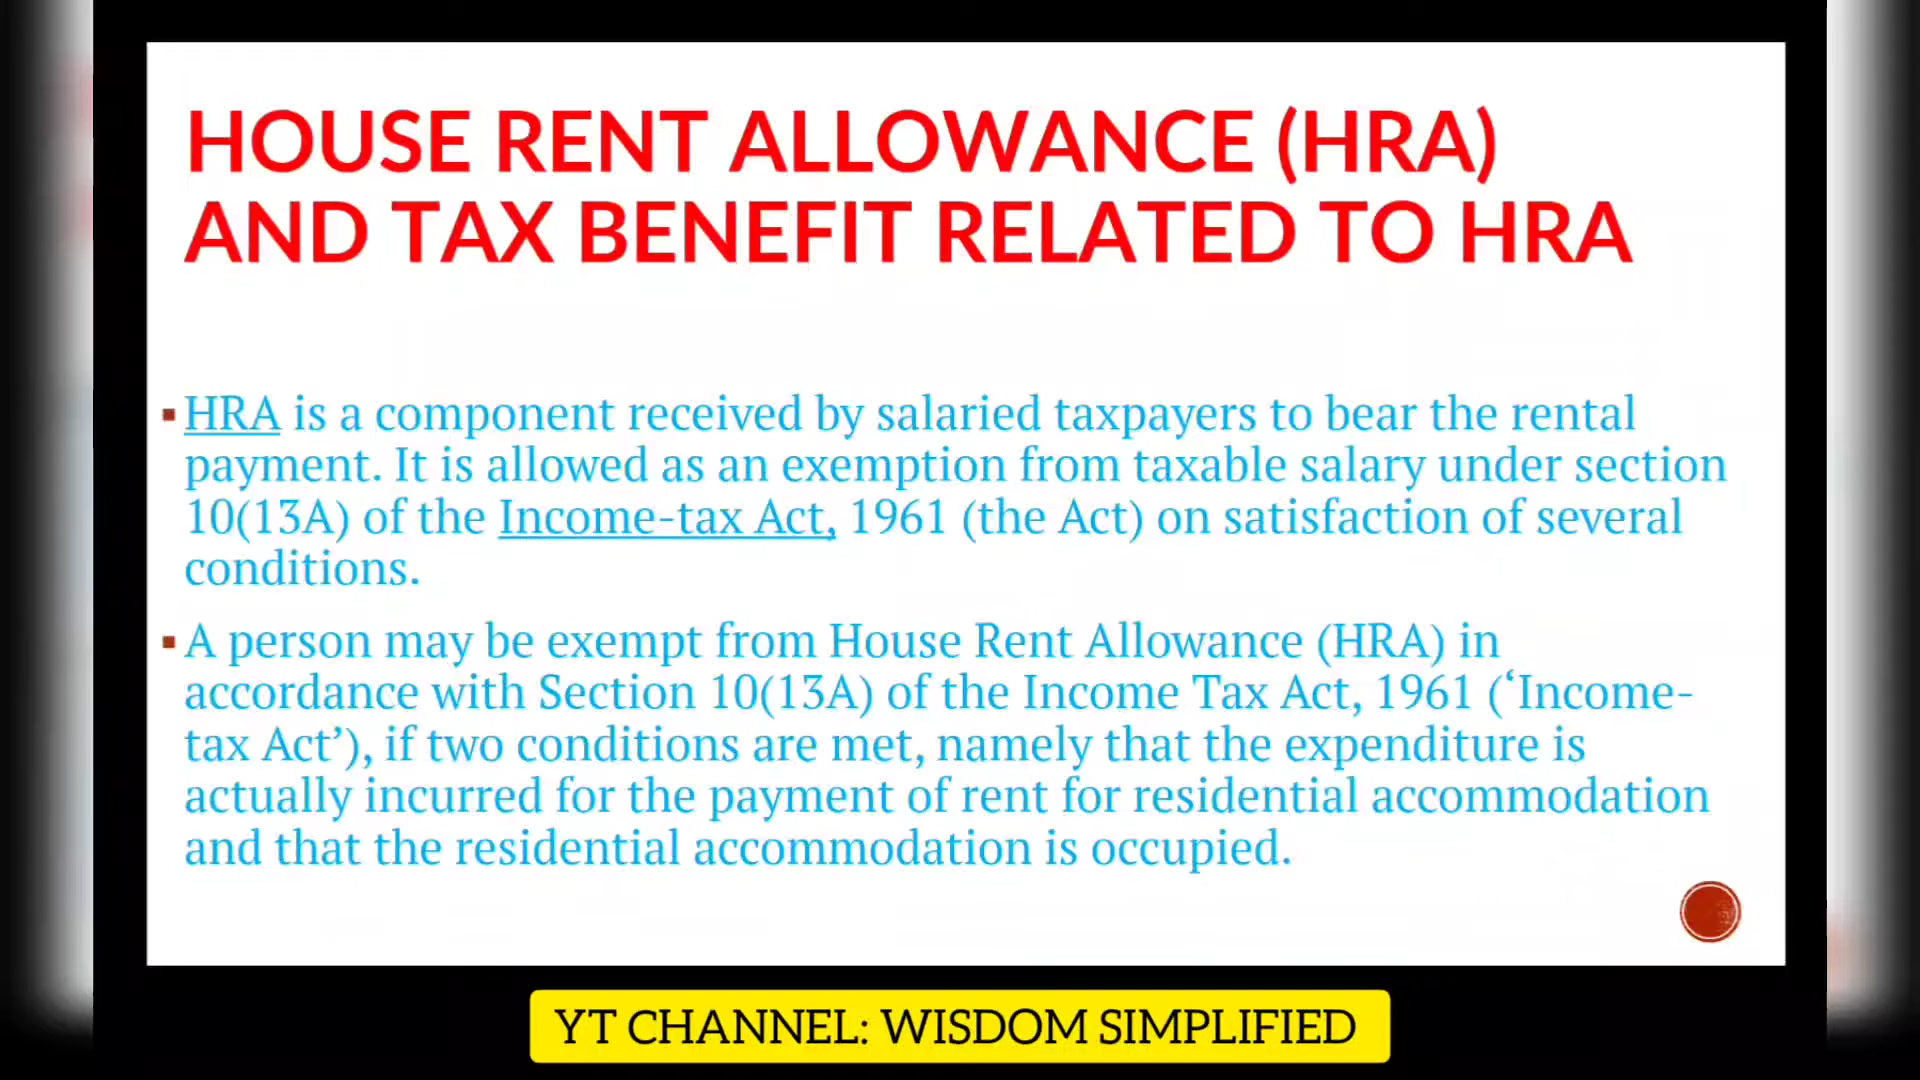 HOUSE RENT ALLOWANCE (HRA)
AND TAX BENEFIT RELATED TO HRA
▪HRA is a component received by salaried taxpayers to bear the rental
payment. It is allowed as an exemption from taxable salary under section
10(13A) of the Income-tax Act, 1961 (the Act) on satisfaction of several
conditions.
▪A person may be exempt from House Rent Allowance (HRA) in
accordance with Section 10(13A) of the Income Tax Act, 1961 (‘Income-
tax Act’), if two conditions are met, namely that the expenditure is
actually incurred for the payment of rent for residential accommodation
and that the residential accommodation is occupied.
YT CHANNEL: WISDOM SIMPLIFIED